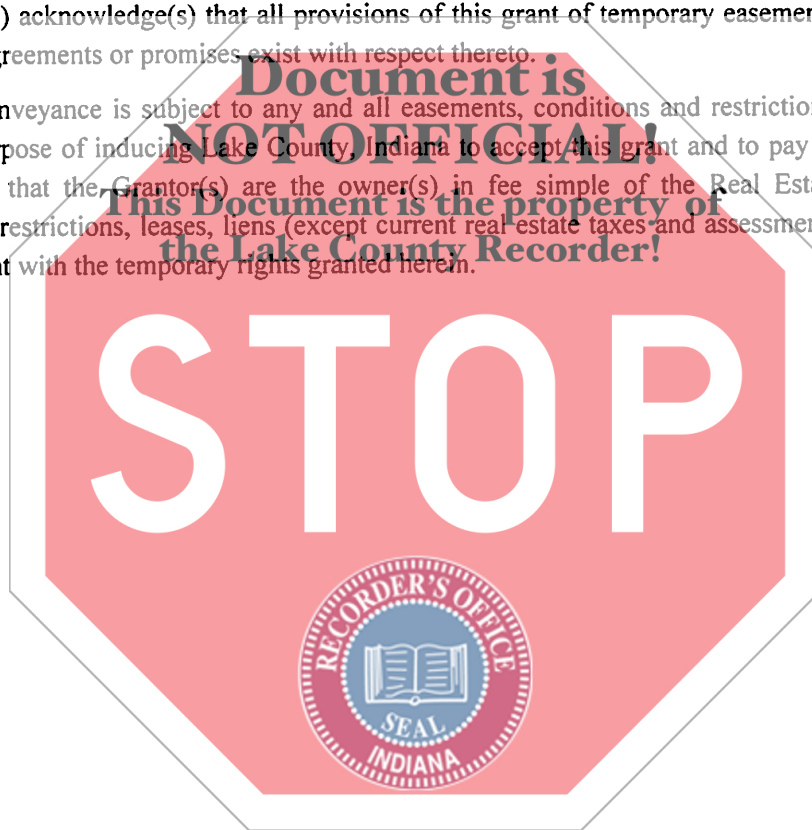 ) acknowledge(s) that all provisions of this grant of temporary easemen
reements or promises exist with respect thereto.
Document is
nveyance is subject to any and all easements, conditions and restriction
NOT OFFICIAL!
pose of inducing Lake County, Indiana to accept this grant and to pay
that the Grantor(s) are the owner(s) in fee simple of the Real Esta
This Document is the property of
restrictions, leases, liens (except current real estate taxes and assessmen
the Lake County Recorder!
t with the temporary rights granted herein.
STOP
RECORDER'S OFFICE
SEAL
INDIANA